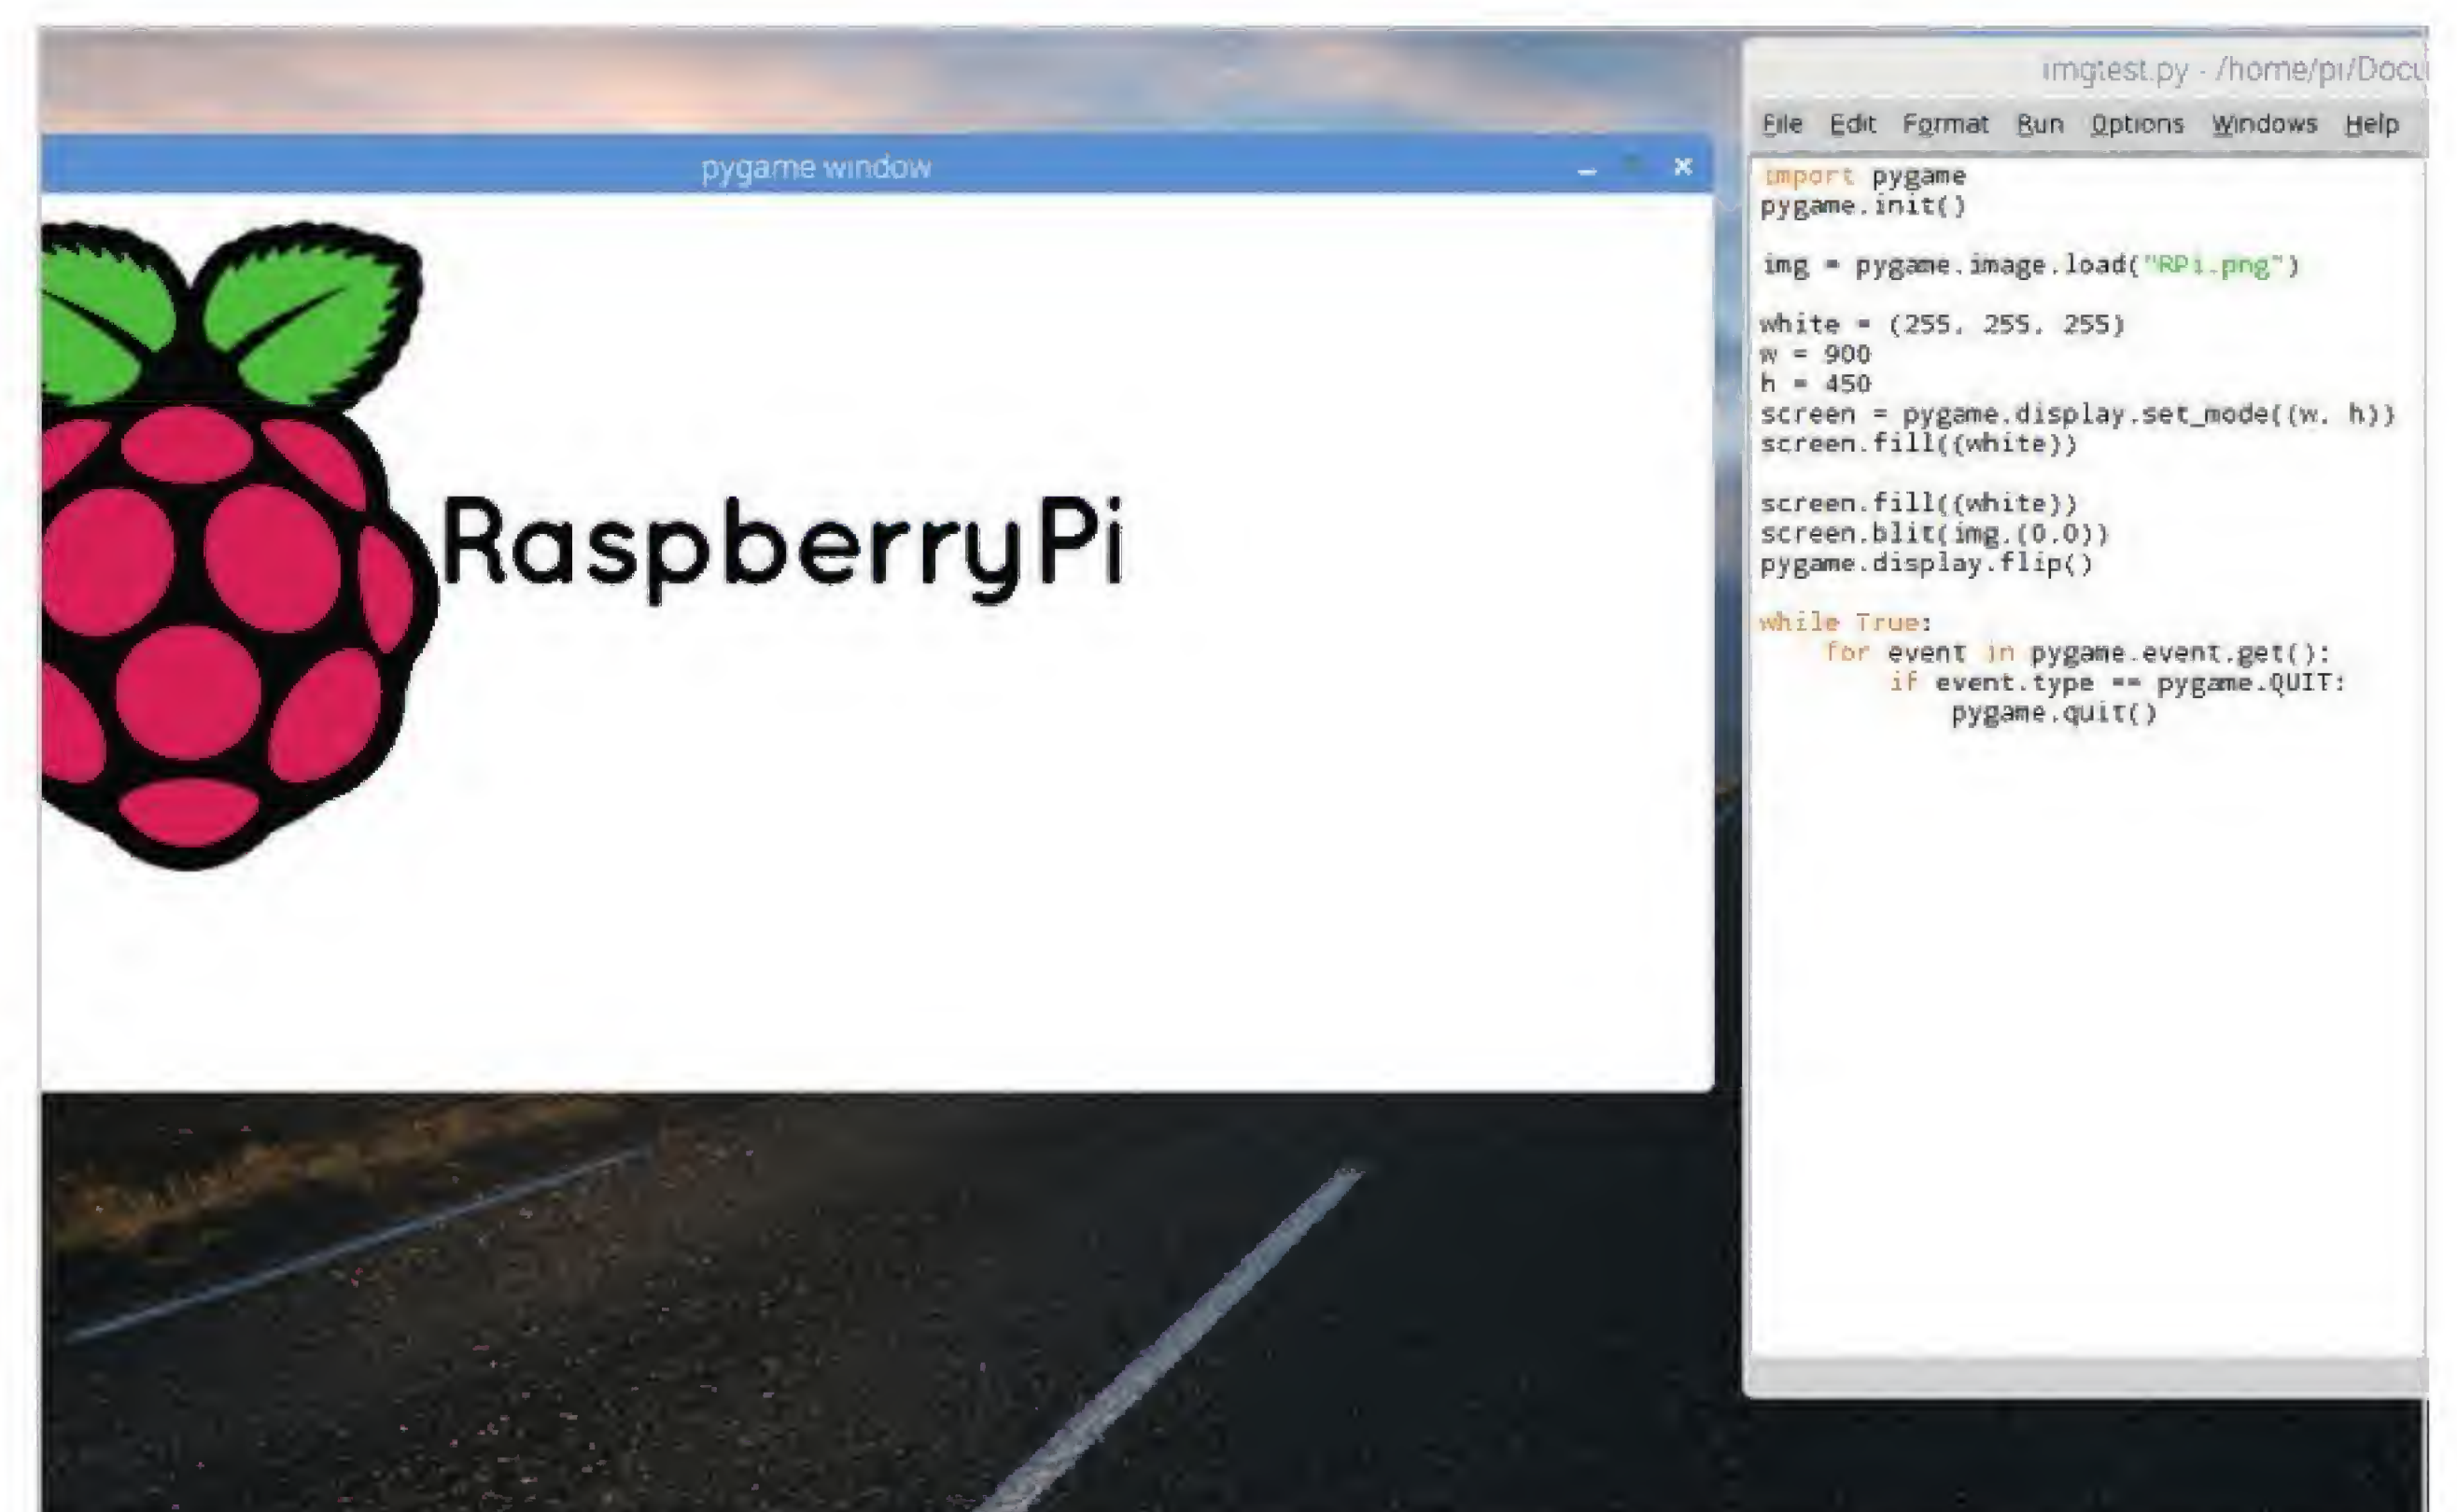 pygame window
RaspberryPi
imgtest.py - /home/pi/Docu
File Edit Format Run Options Windows Help
import pygame
pygame.init()
img = pygame.image.load("RPi.png")
white = (255, 255, 255)
w = 900
h = 450
screen = pygame.display.set_mode((w, h))
screen.fill((white))
screen.fill((white))
screen.blit(img,(0,0))
pygame.display.flip()
while True:
    for event in pygame.event.get():
        if event.type == pygame.QUIT:
            pygame.quit()